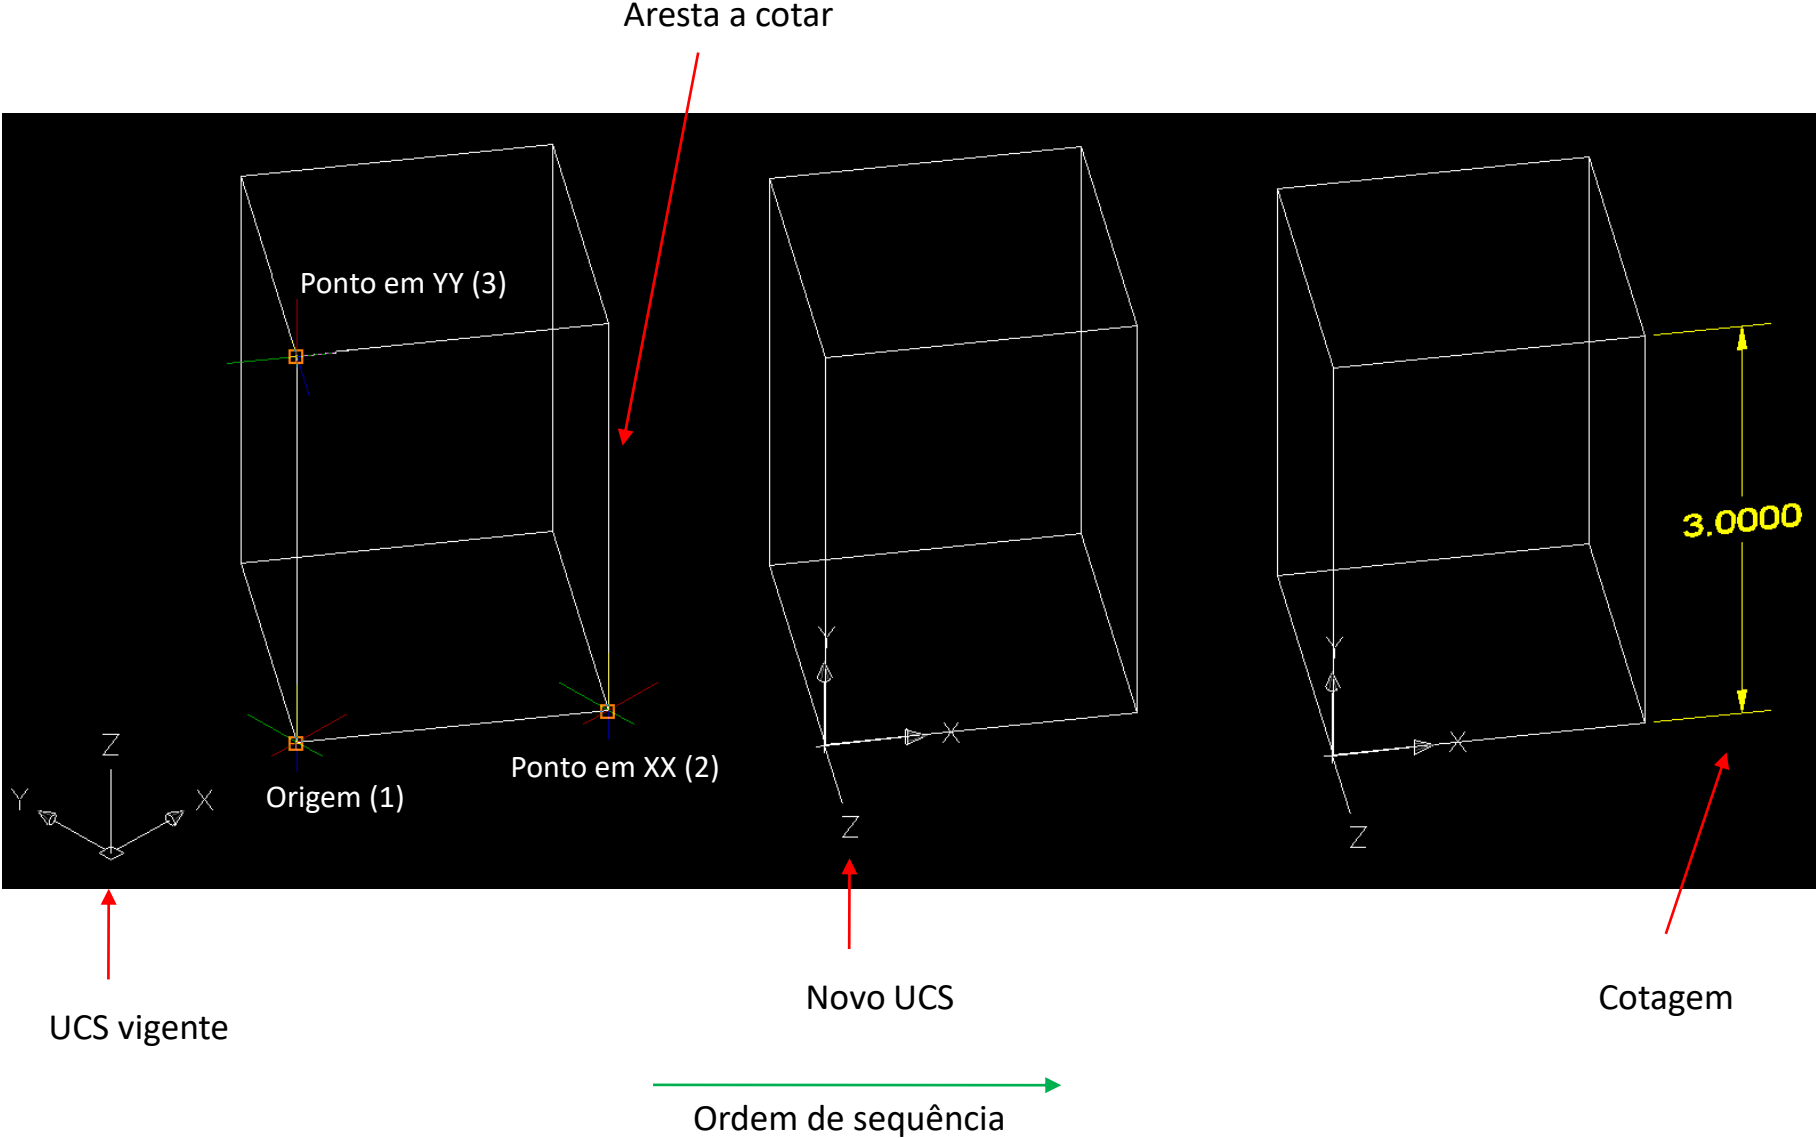 Aresta a cotar
Ponto em YY (3)
3.0000
Y
Y
Z
Ponto em XX (2)
X
X
Y
X
Origem (1)
Z
Z
Novo UCS
Cotagem
UCS vigente
Ordem de sequência